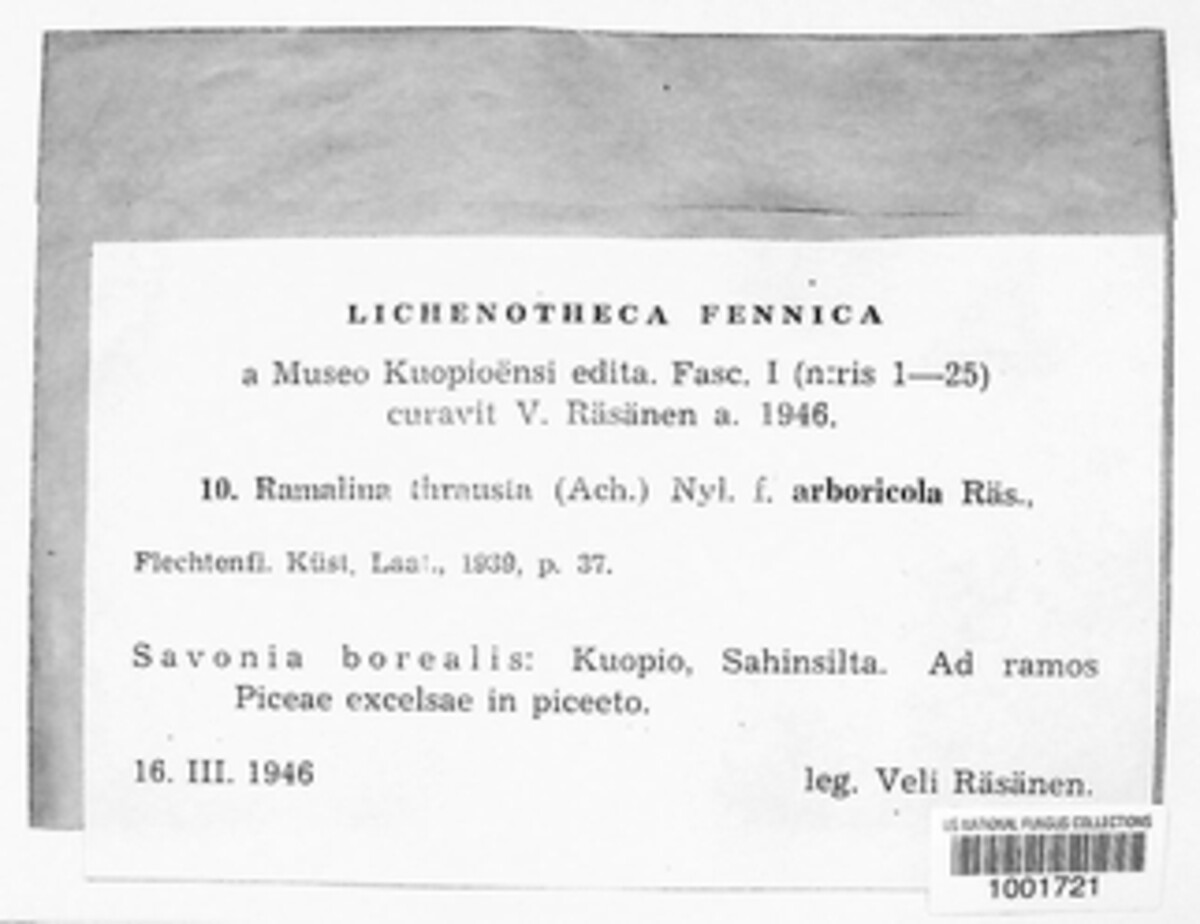 LICHENOTHECA FENNICA
a Museo Kuopioënsi edita. Fasc. I (n:ris 1—25)
curavit V. Räsänen a. 1946.
10. Ramalina thrausta (Ach.) Nyl. f. arboricola Räs.,
Flechtenfl. Küst. Laat., 1939, p. 37.
Savonia borealis: Kuopio, Sahinsilta. Ad ramos
Piceae excelsae in piceeto.
16. III. 1946 leg. Veli Räsänen.
US NATIONAL FUNGUS COLLECTIONS
1001721